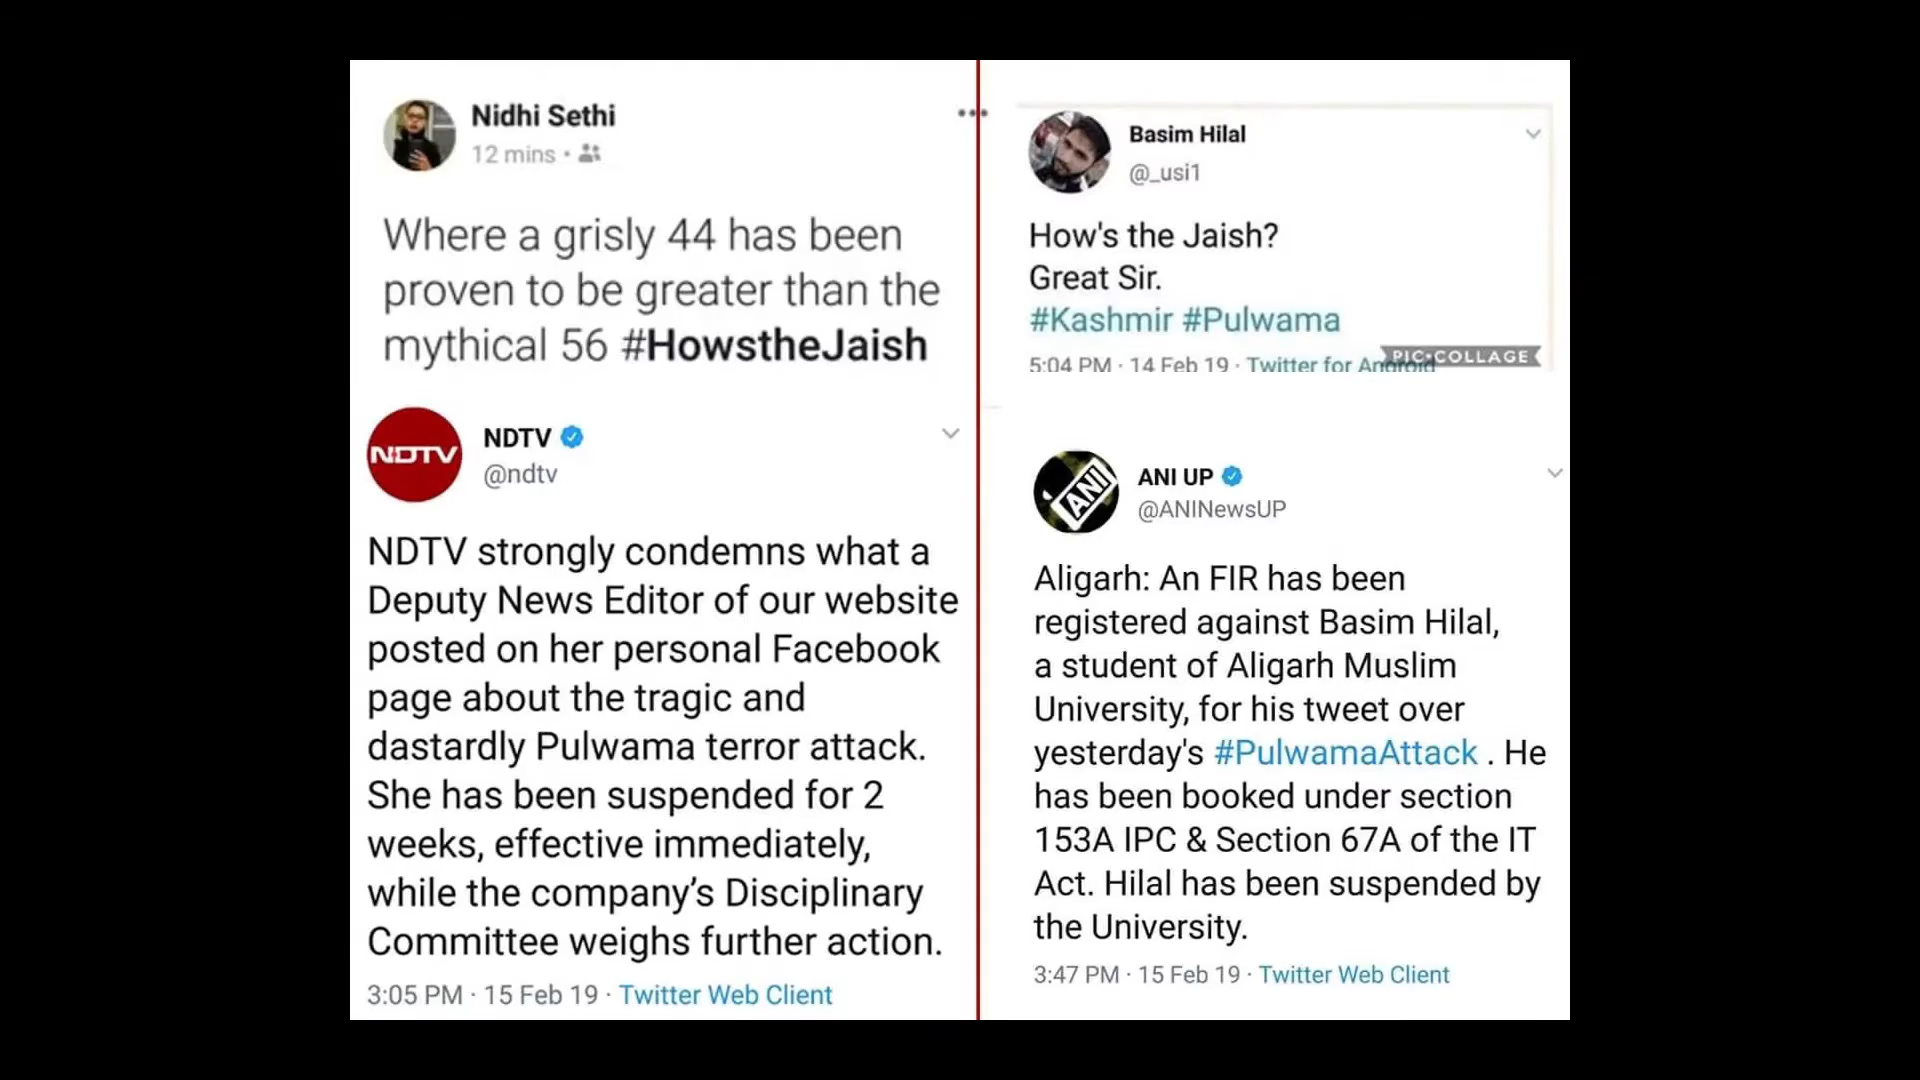 Nidhi Sethi
12 mins ·
Where a grisly 44 has been
proven to be greater than the
mythical 56 #HowstheJaish
NDTV
NDTV
@ndtv
NDTV strongly condemns what a
Deputy News Editor of our website
posted on her personal Facebook
page about the tragic and
dastardly Pulwama terror attack.
She has been suspended for 2
weeks, effective immediately,
while the company’s Disciplinary
Committee weighs further action.
3:05 PM · 15 Feb 19 · Twitter Web Client
Basim Hilal
@_usi1
How's the Jaish?
Great Sir.
#Kashmir #Pulwama
PIC•COLLAGE
5:04 PM · 14 Feb 19 · Twitter for Android
ANI
ANI UP
@ANINewsUP
Aligarh: An FIR has been
registered against Basim Hilal,
a student of Aligarh Muslim
University, for his tweet over
yesterday's #PulwamaAttack . He
has been booked under section
153A IPC & Section 67A of the IT
Act. Hilal has been suspended by
the University.
3:47 PM · 15 Feb 19 · Twitter Web Client